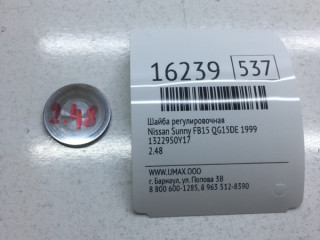 16239 537
Шайба регулировочная
Nissan Sunny FB15 QG15DE 1999
1322950Y17
2.48
WWW.UMAX.OOO
г. Барнаул, ул. Попова 3В
8 800 600-1285, 8 963 512-8390
2.48